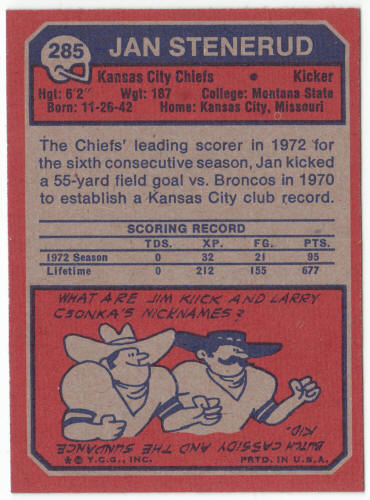 285
JAN STENERUD
Kansas City Chiefs • Kicker
Hgt: 6'2" Wgt: 187 College: Montana State
Born: 11-26-42 Home: Kansas City, Missouri
The Chiefs' leading scorer in 1972 for
the sixth consecutive season, Jan kicked
a 55-yard field goal vs. Broncos in 1970
to establish a Kansas City club record.
SCORING RECORD
TDS. XP. FG. PTS.
1972 Season 0 32 21 95
Lifetime 0 212 155 677
WHAT ARE JIM KIICK AND LARRY
CSONKA'S NICKNAMES?
BUTCH CASSIDY AND THE SUNDANCE
KID.
* © T.C.G., INC. PRTD. IN U.S.A.